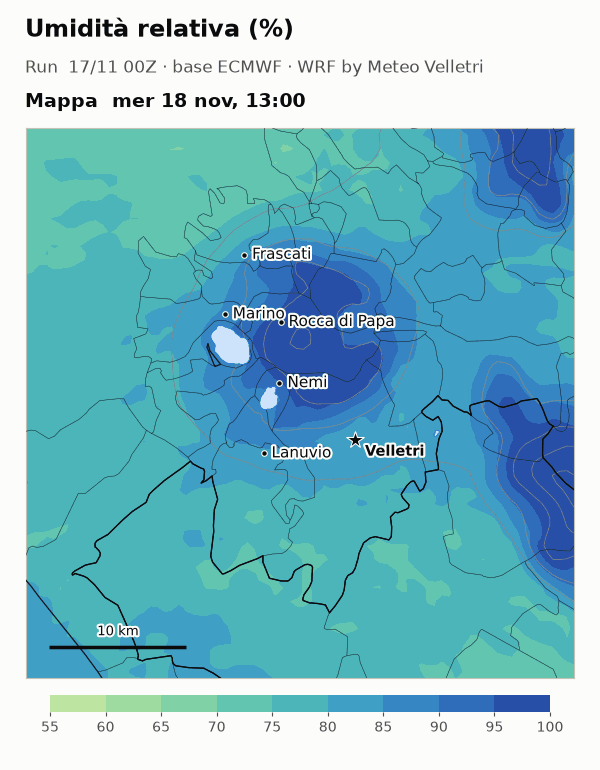 Umidità relativa (%)
Run 17/11 00Z · base ECMWF · WRF by Meteo Velletri
Mappa mer 18 nov, 13:00
Frascati
Marino
Rocca di Papa
Nemi
Velletri
Lanuvio
10 km
55 60 65 70 75 80 85 90 95 100